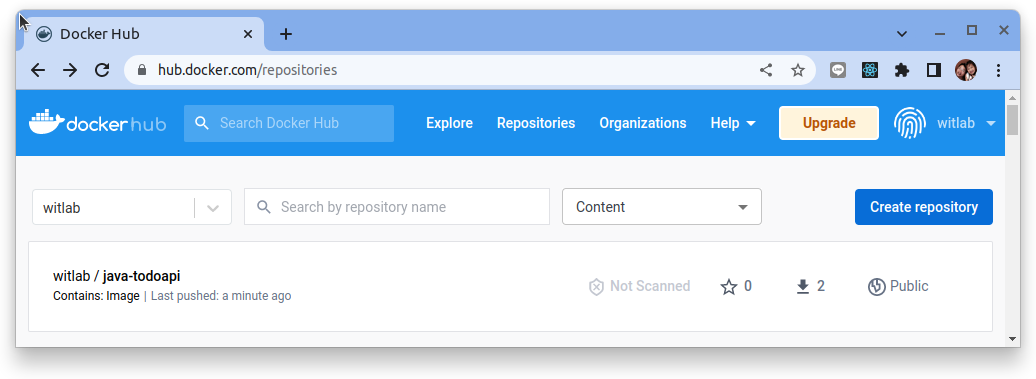 Docker Hub
hub.docker.com/repositories
docker hub
Search Docker Hub
Explore
Repositories
Organizations
Help
Upgrade
witlab
witlab
Search by repository name
Content
Create repository
witlab / java-todoapi
Not Scanned
0
2
Public
Contains: Image | Last pushed: a minute ago